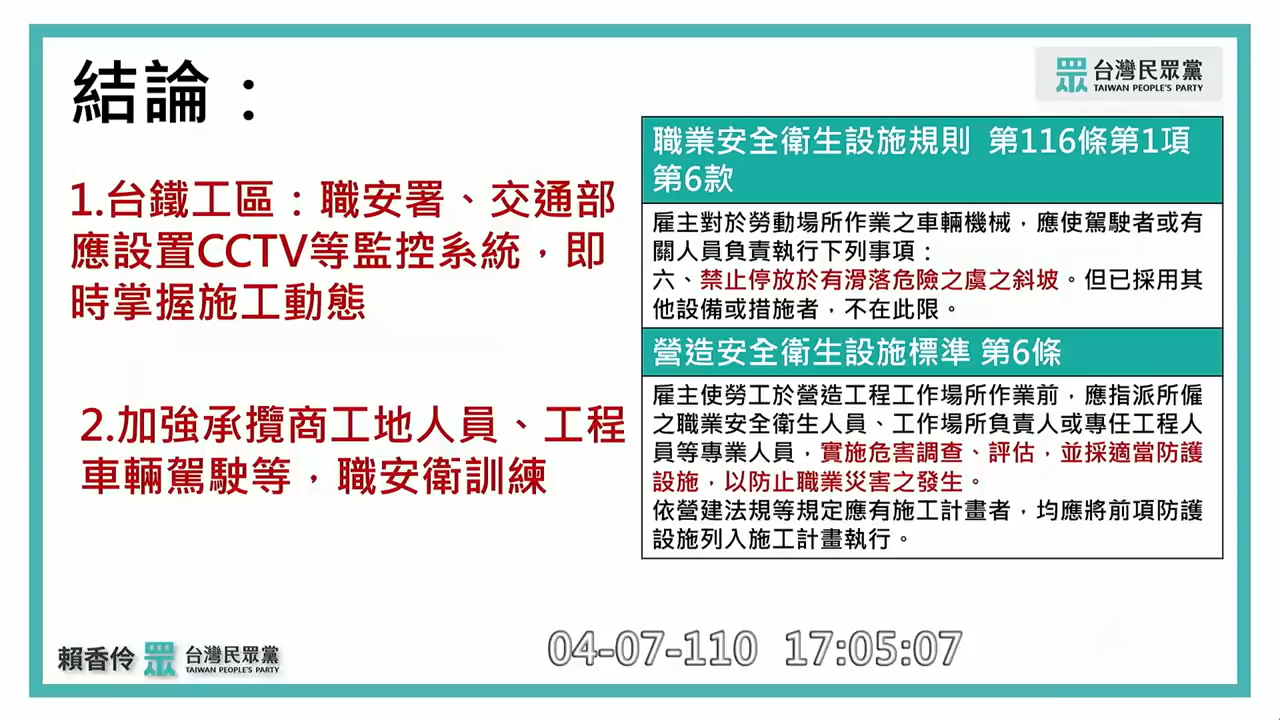 結論：
台灣民眾黨
TAIWAN PEOPLE'S PARTY
1.台鐵工區：職安署、交通部
應設置CCTV等監控系統，即
時掌握施工動態
2.加強承攬商工地人員、工程
車輛駕駛等，職安衛訓練
職業安全衛生設施規則 第116條第1項
第6款
雇主對於勞動場所作業之車輛機械，應使駕駛者或有
關人員負責執行下列事項：
六、禁止停放於有滑落危險之虞之斜坡。但已採用其
他設備或措施者，不在此限。
營造安全衛生設施標準 第6條
雇主使勞工於營造工程工作場所作業前，應指派所僱
之職業安全衛生人員、工作場所負責人或專任工程人
員等專業人員，實施危害調查、評估，並採適當防護
設施，以防止職業災害之發生。
依營建法規等規定應有施工計畫者，均應將前項防護
設施列入施工計畫執行。
賴香伶
台灣民眾黨
TAIWAN PEOPLE'S PARTY
04-07-110 17:05:07